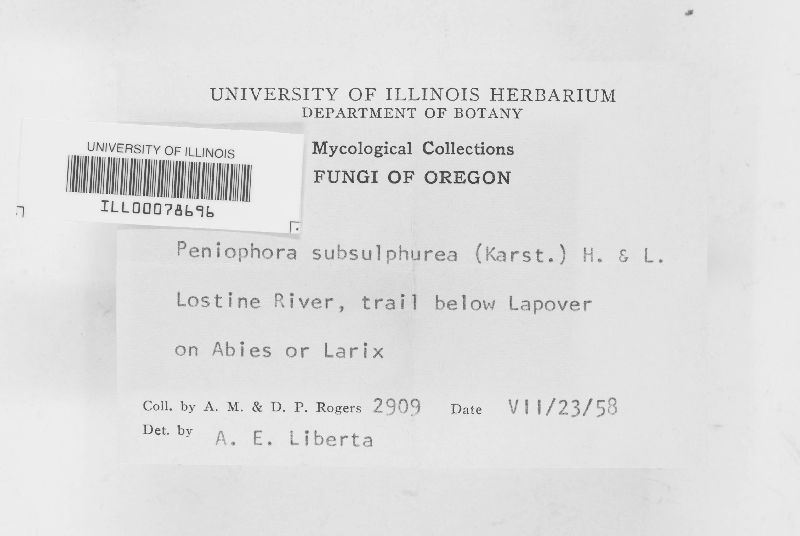 UNIVERSITY OF ILLINOIS HERBARIUM
DEPARTMENT OF BOTANY
UNIVERSITY OF ILLINOIS
ILL00078696
Mycological Collections
FUNGI OF OREGON
Peniophora subsulphurea (Karst.) H. & L.
Lostine River, trail below Lapover
on Abies or Larix
Coll. by A. M. & D. P. Rogers 2909 Date VII/23/58
Det. by A. E. Liberta